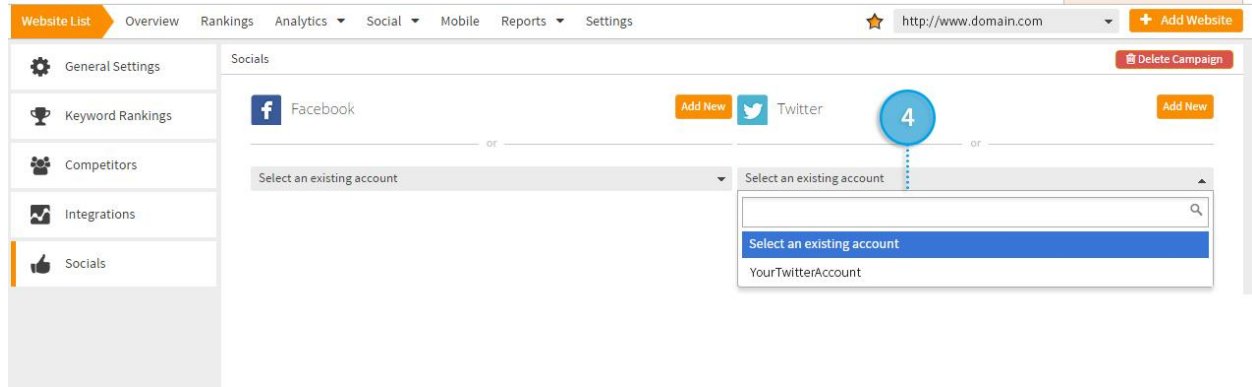 Website List Overview Rankings Analytics Social Mobile Reports Settings http://www.domain.com + Add Website
General Settings
Keyword Rankings
Competitors
Integrations
Socials
Socials Delete Campaign
f Facebook Add New
or
Select an existing account
Twitter 4 Add New
or
Select an existing account
Select an existing account
YourTwitterAccount